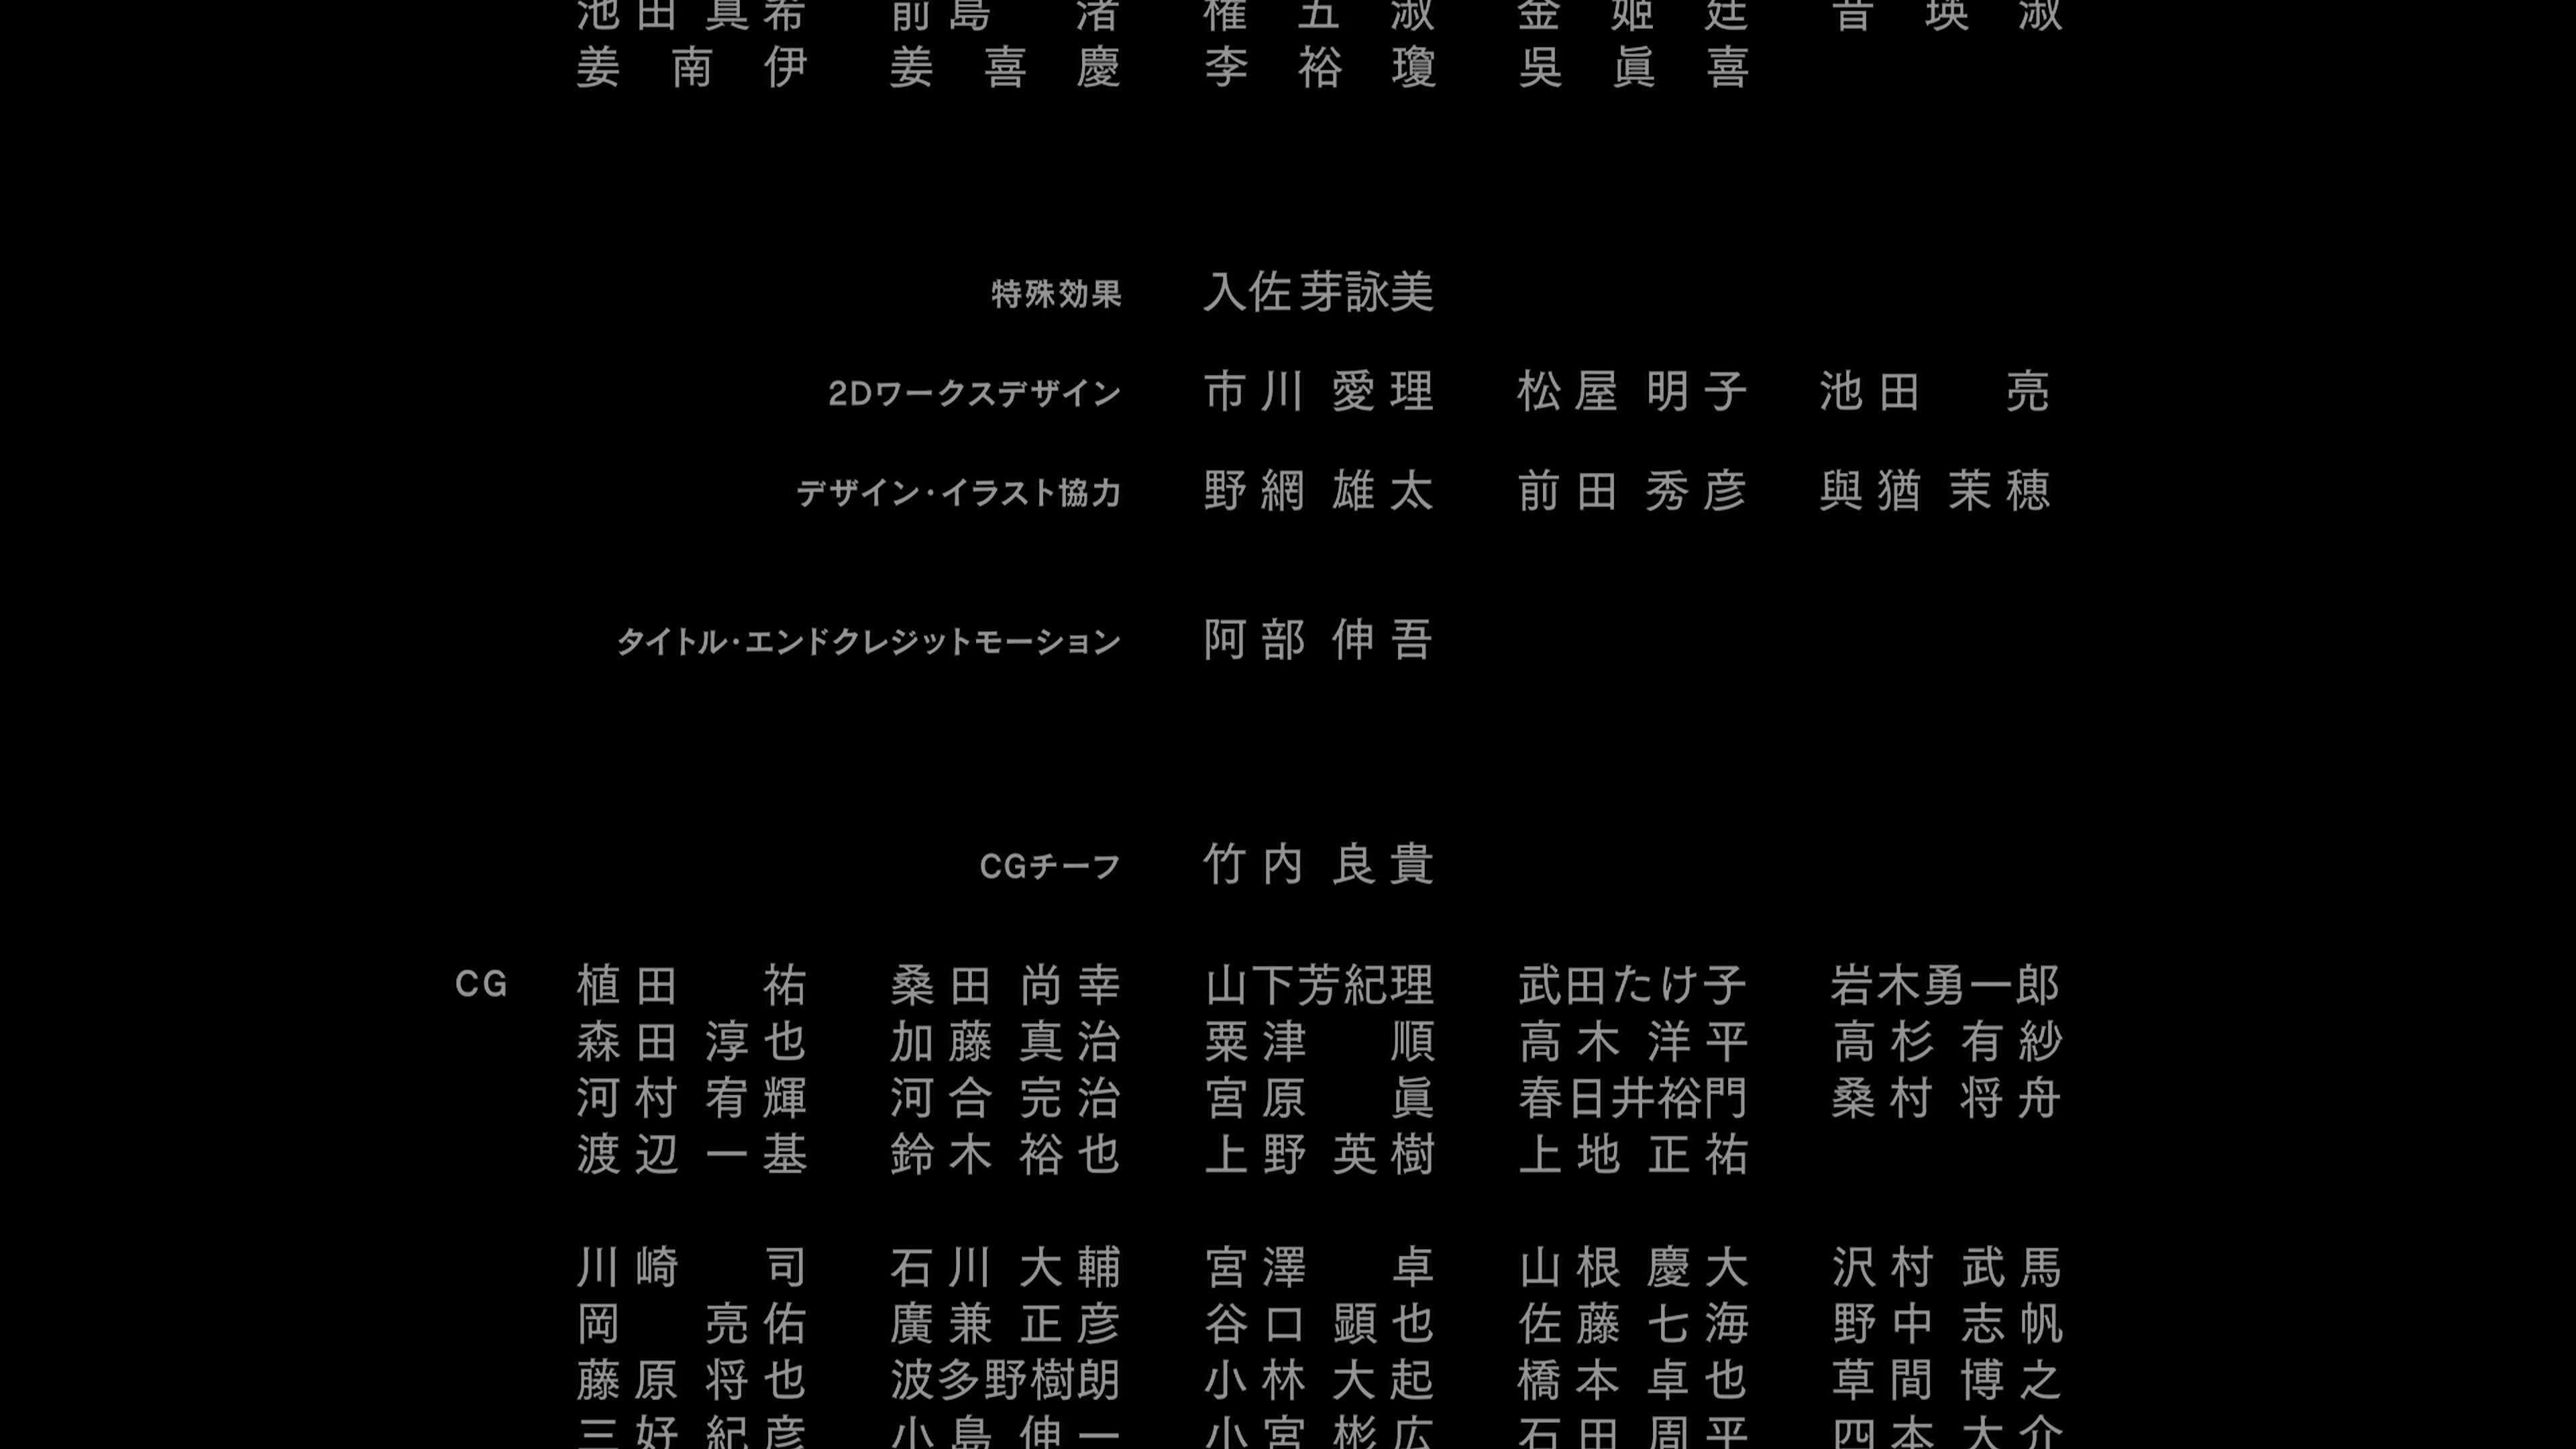 池田真希 前島渚 権五淑 金姫廷 昔瑛淑
姜南伊 姜喜慶 李裕瓊 呉眞喜
特殊効果 入佐芽詠美
2Dワークスデザイン 市川愛理 松屋明子 池田亮
デザイン・イラスト協力 野網雄太 前田秀彦 與猶茉穂
タイトル・エンドクレジットモーション 阿部伸吾
CGチーフ 竹内良貴
CG 植田祐 桑田尚幸 山下芳紀理 武田たけ子 岩木勇一郎
森田淳也 加藤真治 粟津順 高木洋平 高杉有紗
河村宥輝 河合完治 宮原眞 春日井裕門 桑村将舟
渡辺一基 鈴木裕也 上野英樹 上地正祐
川崎司 石川大輔 宮澤卓 山根慶大 沢村武馬
岡亮佑 廣兼正彦 谷口顕也 佐藤七海 野中志帆
藤原将也 波多野樹朗 小林大起 橋本卓也 草間博之
三好紀彦 小島伸一 小宮彬広 石田周平 四本大介